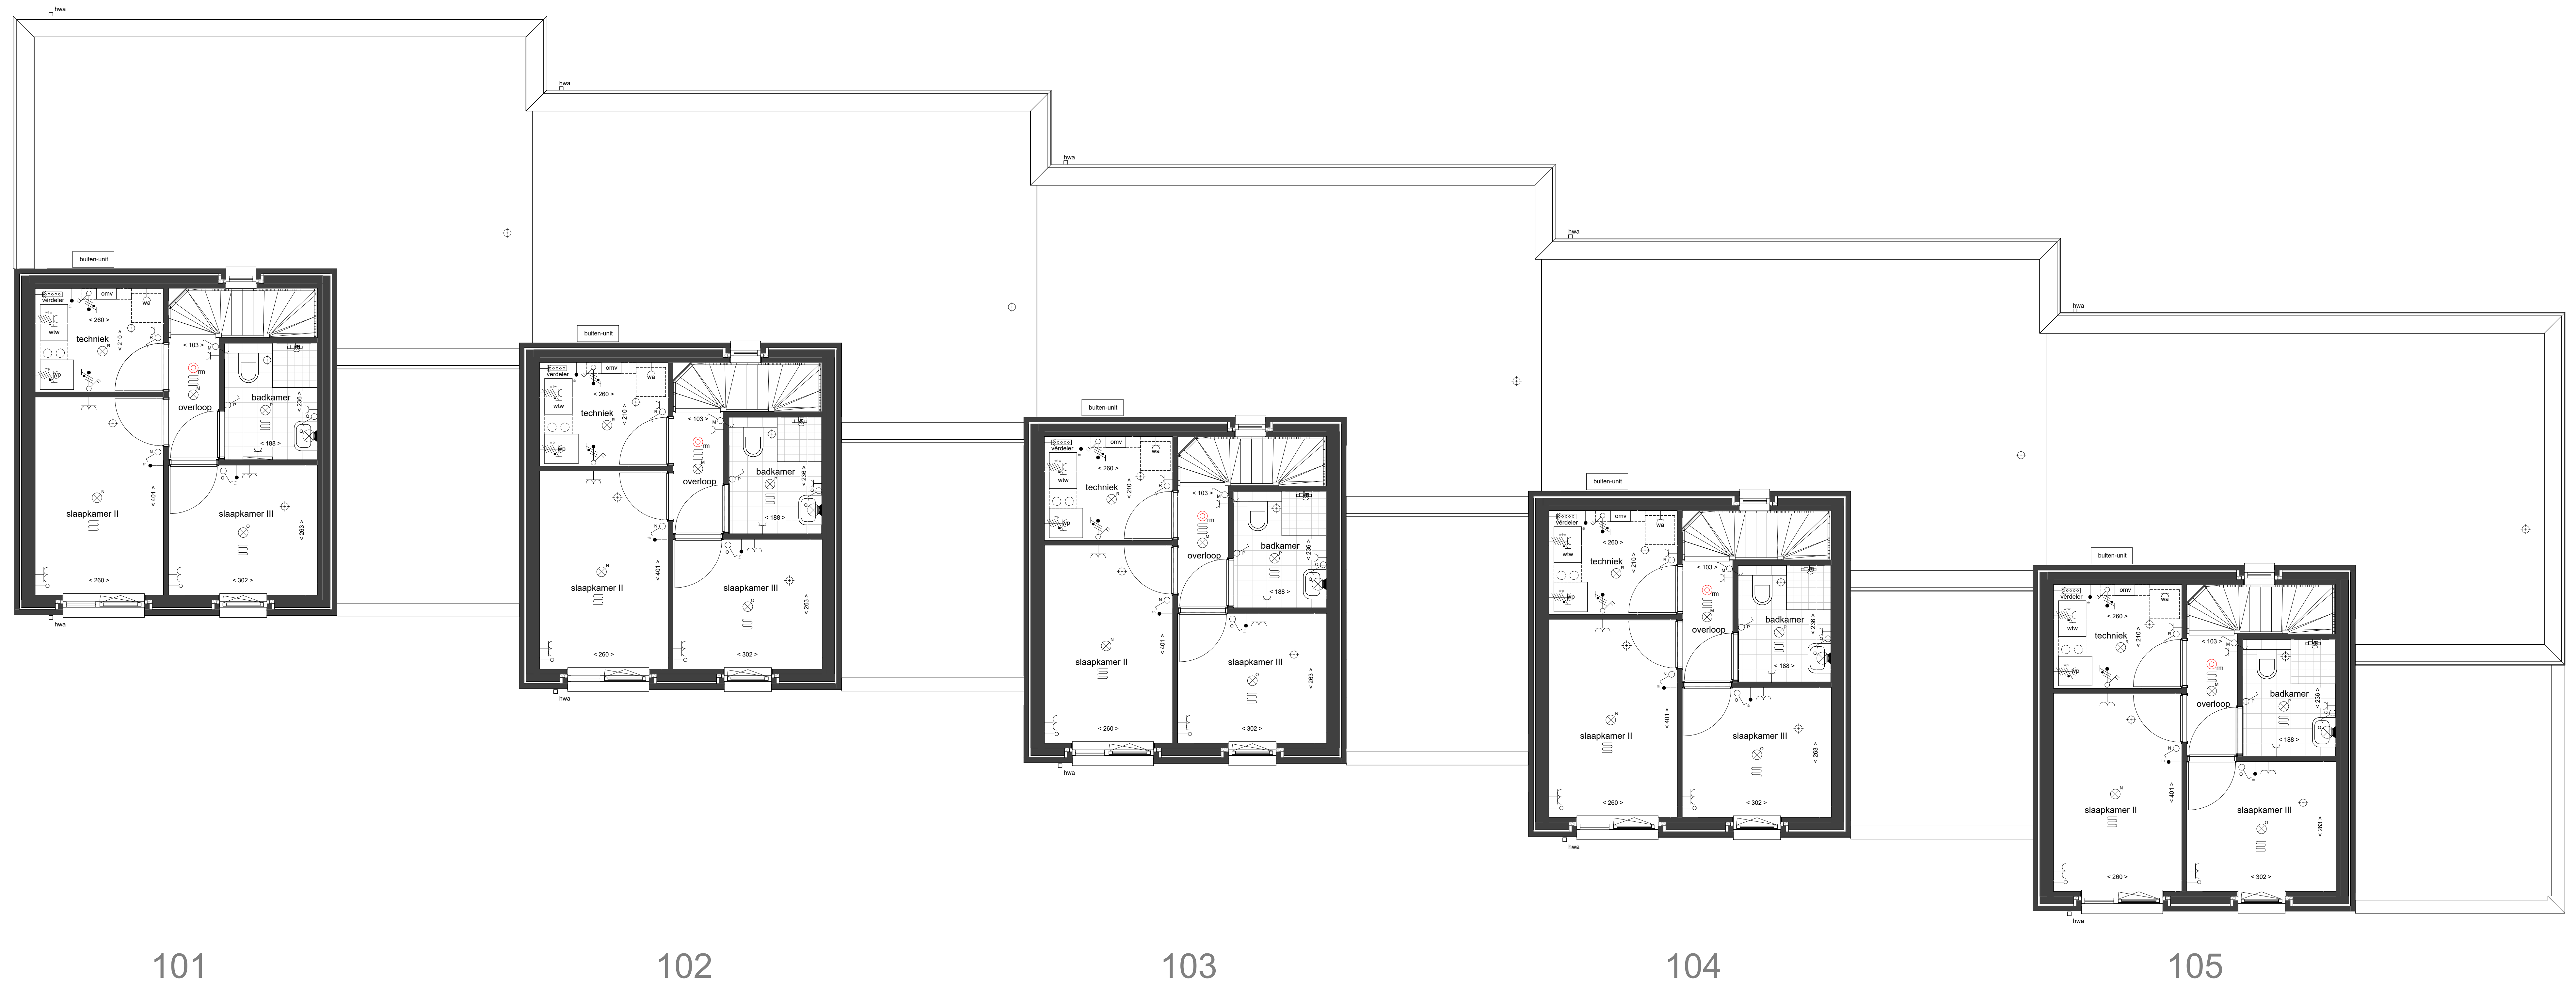 hwa
buiten-unit
verdeler
omv
wa
wtw
< 260 >
< 210 >
techniek
R
R
wp
< 103 >
M
rm
M
overloop
badkamer
P
P
< 236 >
< 188 >
N
N
O
O
slaapkamer II
< 401 >
< 260 >
slaapkamer III
< 263 >
< 302 >
hwa
101
hwa
buiten-unit
verdeler
omv
wa
wtw
< 260 >
< 210 >
techniek
R
R
wp
< 103 >
M
rm
M
overloop
badkamer
P
P
< 236 >
< 188 >
N
N
O
O
slaapkamer II
< 401 >
< 260 >
slaapkamer III
< 263 >
< 302 >
hwa
102
hwa
buiten-unit
verdeler
omv
wa
wtw
< 260 >
< 210 >
techniek
R
R
wp
< 103 >
M
rm
M
overloop
badkamer
P
P
< 236 >
< 188 >
N
N
O
O
slaapkamer II
< 401 >
< 260 >
slaapkamer III
< 263 >
< 302 >
hwa
103
hwa
buiten-unit
verdeler
omv
wa
wtw
< 260 >
< 210 >
techniek
R
R
wp
< 103 >
M
rm
M
overloop
badkamer
P
P
< 236 >
< 188 >
N
N
O
O
slaapkamer II
< 401 >
< 260 >
slaapkamer III
< 263 >
< 302 >
hwa
104
hwa
buiten-unit
verdeler
omv
wa
wtw
< 260 >
< 210 >
techniek
R
R
wp
< 103 >
M
rm
M
overloop
badkamer
P
P
< 236 >
< 188 >
N
N
O
O
slaapkamer II
< 401 >
< 260 >
slaapkamer III
< 263 >
< 302 >
hwa
105